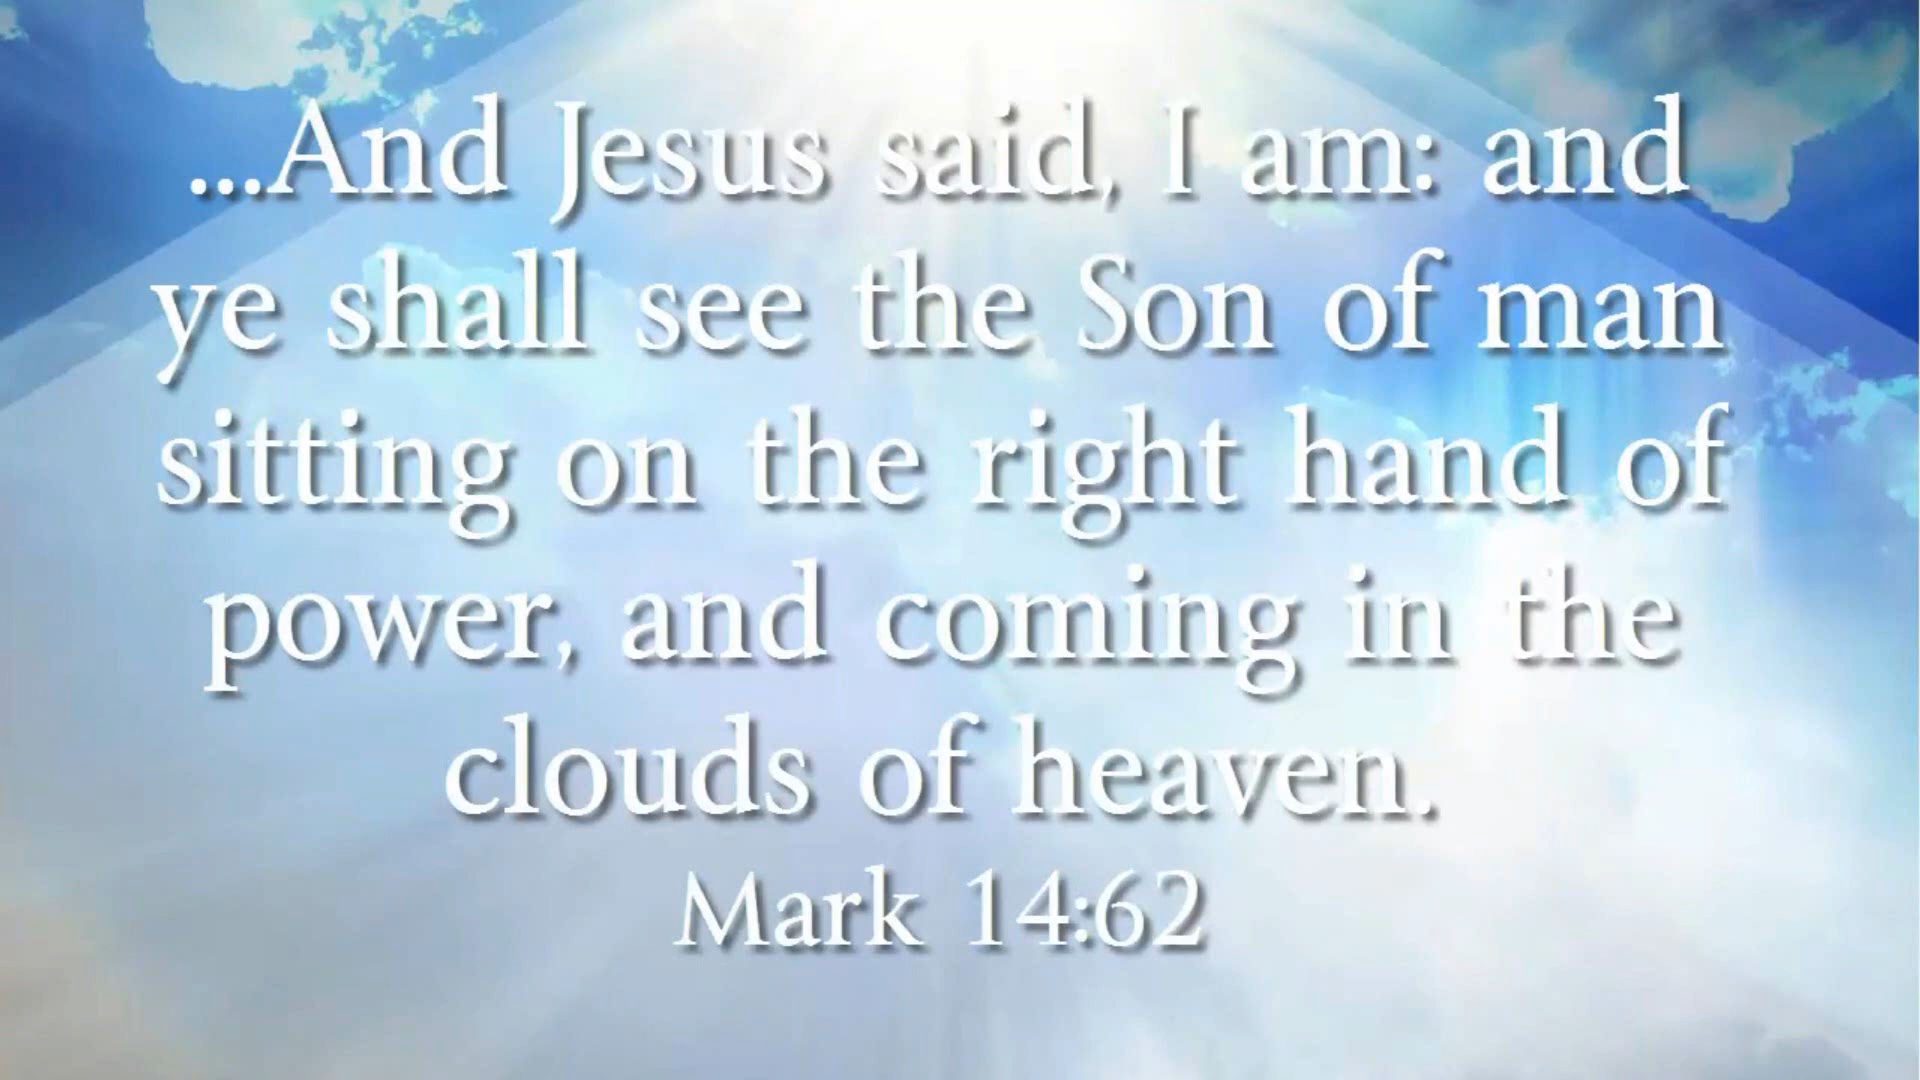 ...And Jesus said, I am: and
ye shall see the Son of man
sitting on the right hand of
power, and coming in the
clouds of heaven.
Mark 14:62